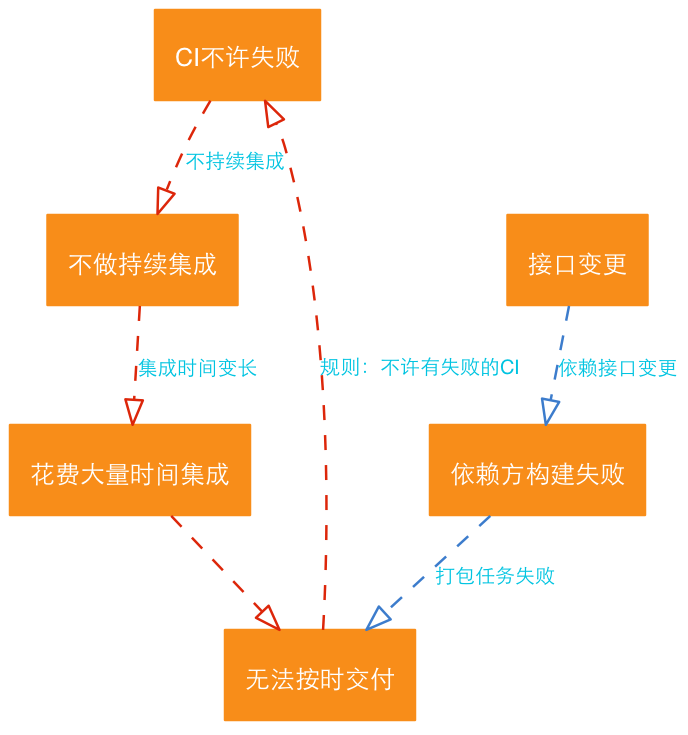 CI不许失败
不持续集成
不做持续集成
接口变更
集成时间变长
规则：不许有失败的CI
依赖接口变更
花费大量时间集成
依赖方构建失败
打包任务失败
无法按时交付